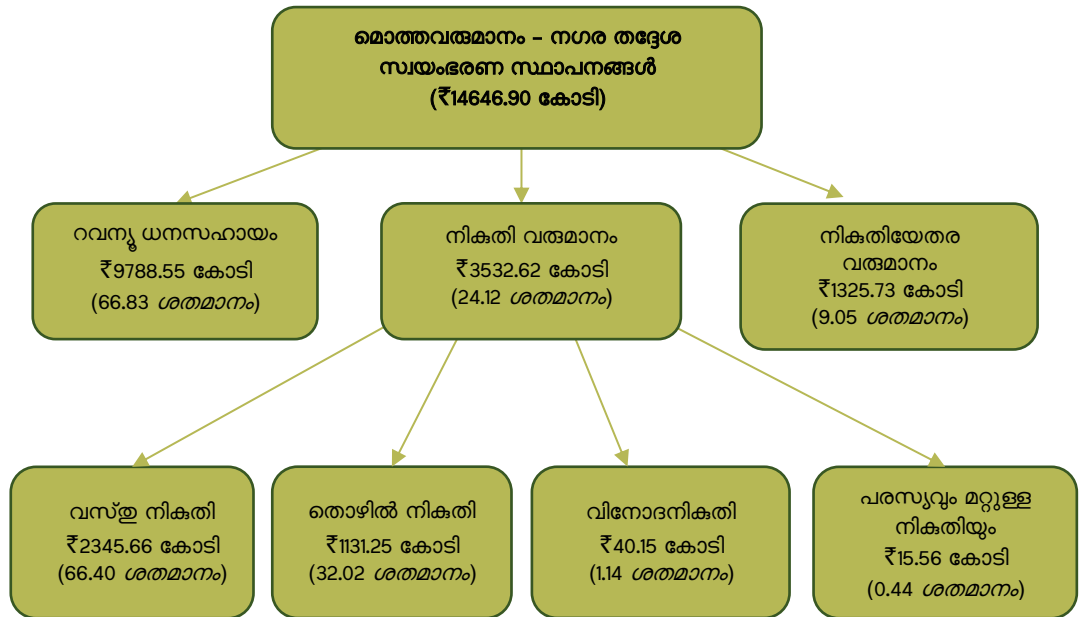 മൊത്തവരുമാനം – നഗര തദ്ദേശ
സ്വയംഭരണ സ്ഥാപനങ്ങൾ
(₹14646.90 കോടി)
റവന്യൂ ധനസഹായം
₹9788.55 കോടി
(66.83 ശതമാനം)
നികുതി വരുമാനം
₹3532.62 കോടി
(24.12 ശതമാനം)
നികുതിയേതര
വരുമാനം
₹1325.73 കോടി
(9.05 ശതമാനം)
വസ്തു നികുതി
₹2345.66 കോടി
(66.40 ശതമാനം)
തൊഴിൽ നികുതി
₹1131.25 കോടി
(32.02 ശതമാനം)
വിനോദനികുതി
₹40.15 കോടി
(1.14 ശതമാനം)
പരസ്യവും മറ്റുള്ള
നികുതിയും
₹15.56 കോടി
(0.44 ശതമാനം)